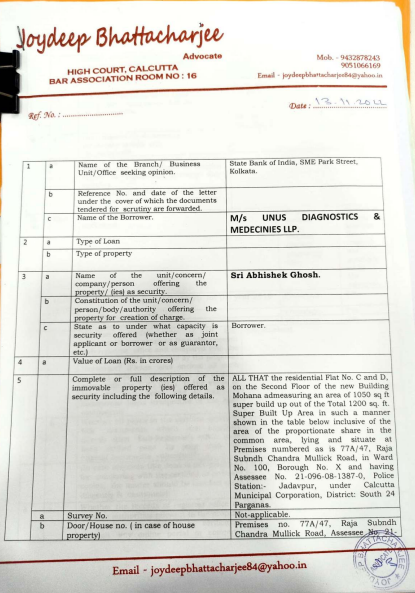 Joydeep Bhattacharjee
Advocate
HIGH COURT, CALCUTTA
BAR ASSOCIATION ROOM NO : 16
Mob. - 9432878243
9051066169
Email - joydeepbhattacharjee84@yahoo.in
Ref. No. :
Date : 13.11.2022
1 a Name of the Branch/ Business
Unit/Office seeking opinion.
State Bank of India, SME Park Street,
Kolkata.
b Reference No. and date of the letter
under the cover of which the documents
tendered for scrutiny are forwarded.
c Name of the Borrower.
M/s UNUS DIAGNOSTICS &
MEDECINIES LLP.
2 a Type of Loan
b Type of property
3 a Name of the unit/concern/
company/person offering the
property/ (ies) as security.
Sri Abhishek Ghosh.
b Constitution of the unit/concern/
person/body/authority offering the
property for creation of charge.
c State as to under what capacity is
security offered (whether as joint
applicant or borrower or as guarantor,
etc.)
Borrower.
4 a Value of Loan (Rs. in crores)
5 Complete or full description of the
immovable property (ies) offered as
security including the following details.
ALL THAT the residential Flat No. C and D,
on the Second Floor of the new Building
Mohana admeasuring an area of 1050 sq ft
super build up out of the Total 1200 sq. ft.
Super Built Up Area in such a manner
shown in the table below inclusive of the
area of the proportionate share in the
common area, lying and situate at
Premises numbered as is 77A/47, Raja
Subndh Chandra Mullick Road, in Ward
No. 100, Borough No. X and having
Assessee No. 21-096-08-1387-0, Police
Station:- Jadavpur, under Calcutta
Municipal Corporation, District: South 24
Parganas.
a Survey No.
Not-applicable.
b Door/House no. ( in case of house
property)
Premises no. 77A/47, Raja Subndh
Chandra Mullick Road, Assessee No. 21-
Email - joydeepbhattacharjee84@yahoo.in